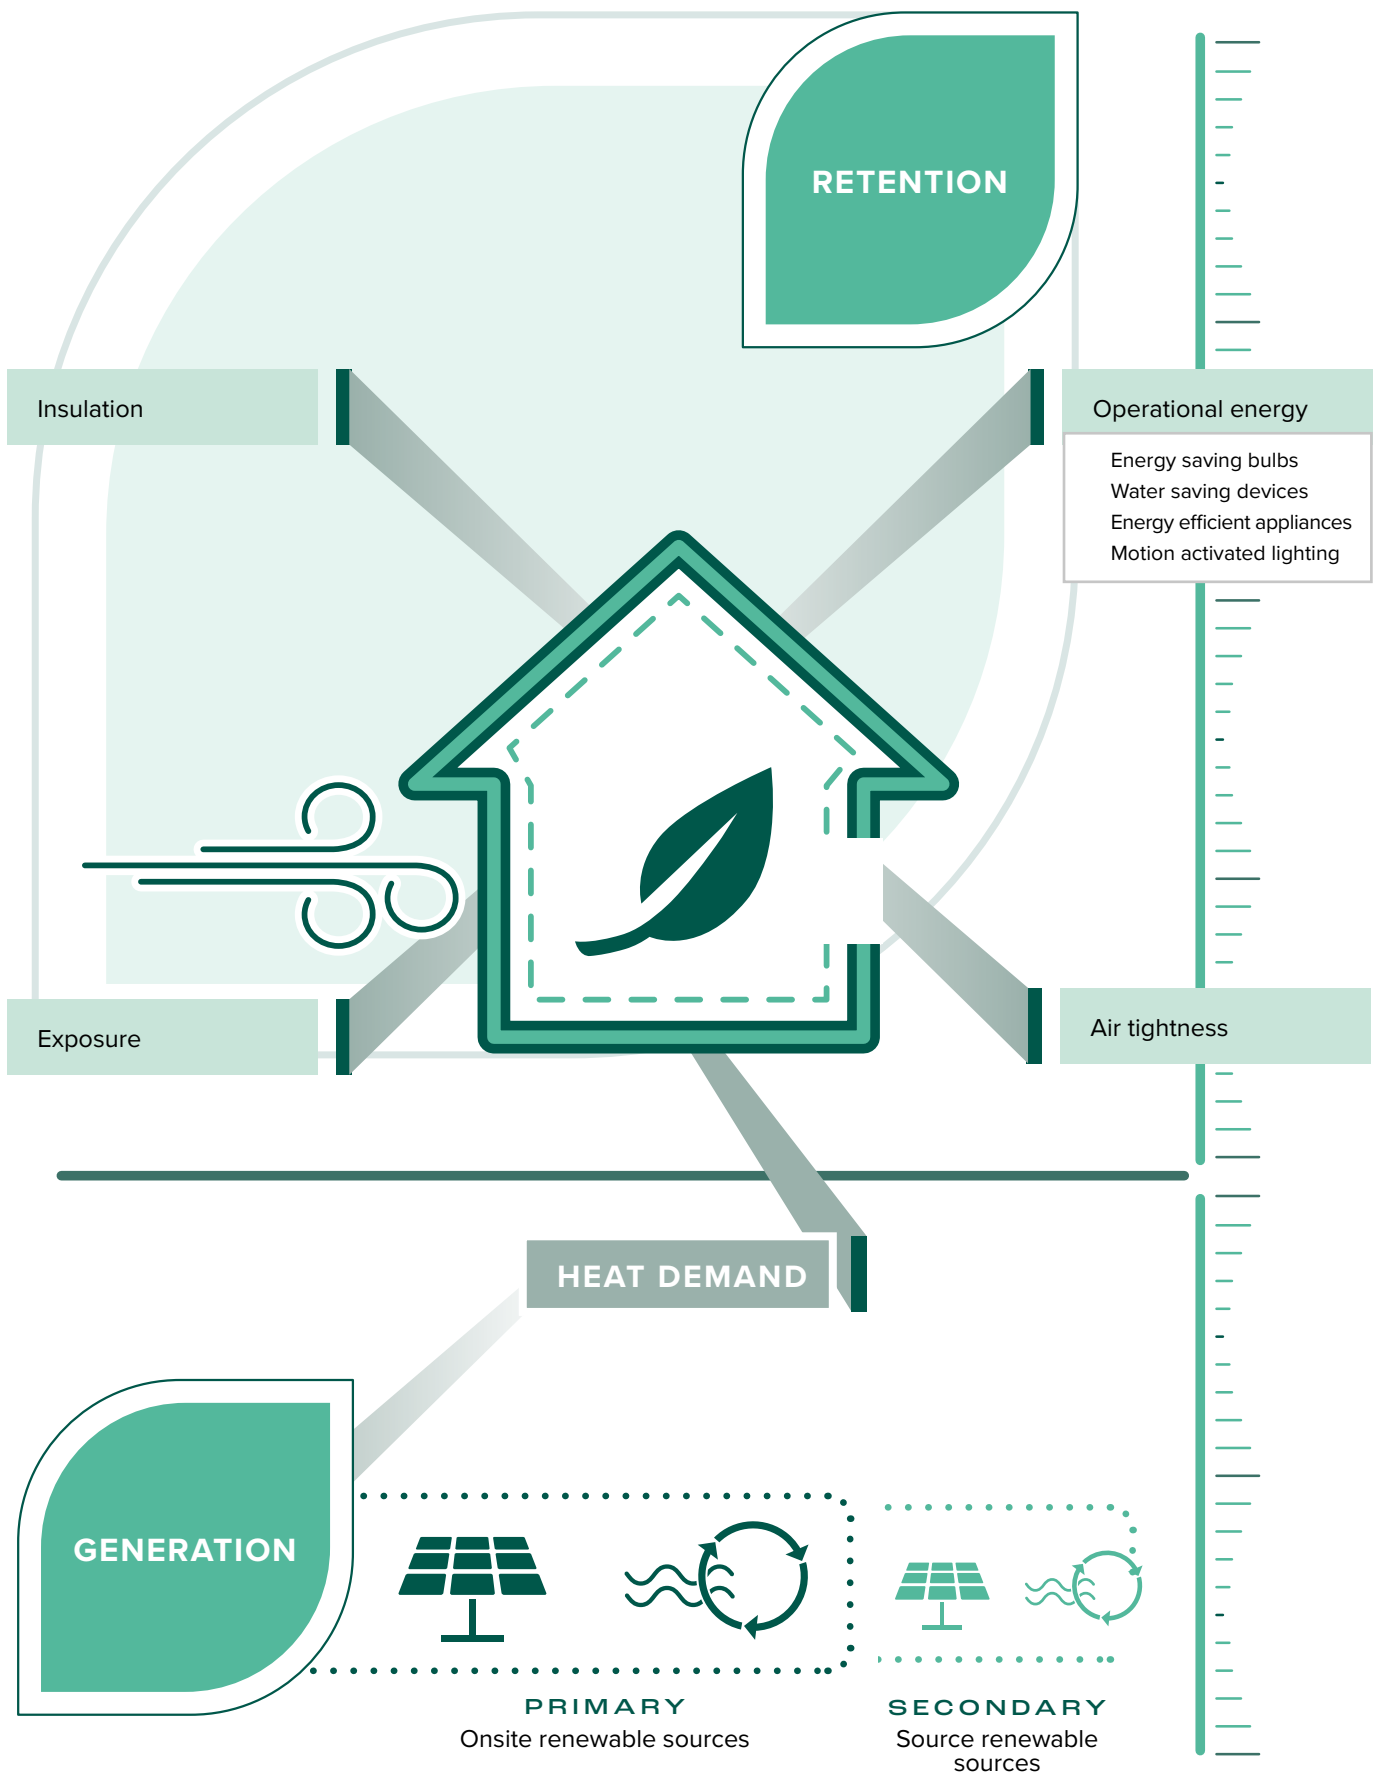 RETENTION
Insulation
Operational energy
Energy saving bulbs
Water saving devices
Energy efficient appliances
Motion activated lighting
Exposure
Air tightness
HEAT DEMAND
GENERATION
PRIMARY
Onsite renewable sources
SECONDARY
Source renewable
sources